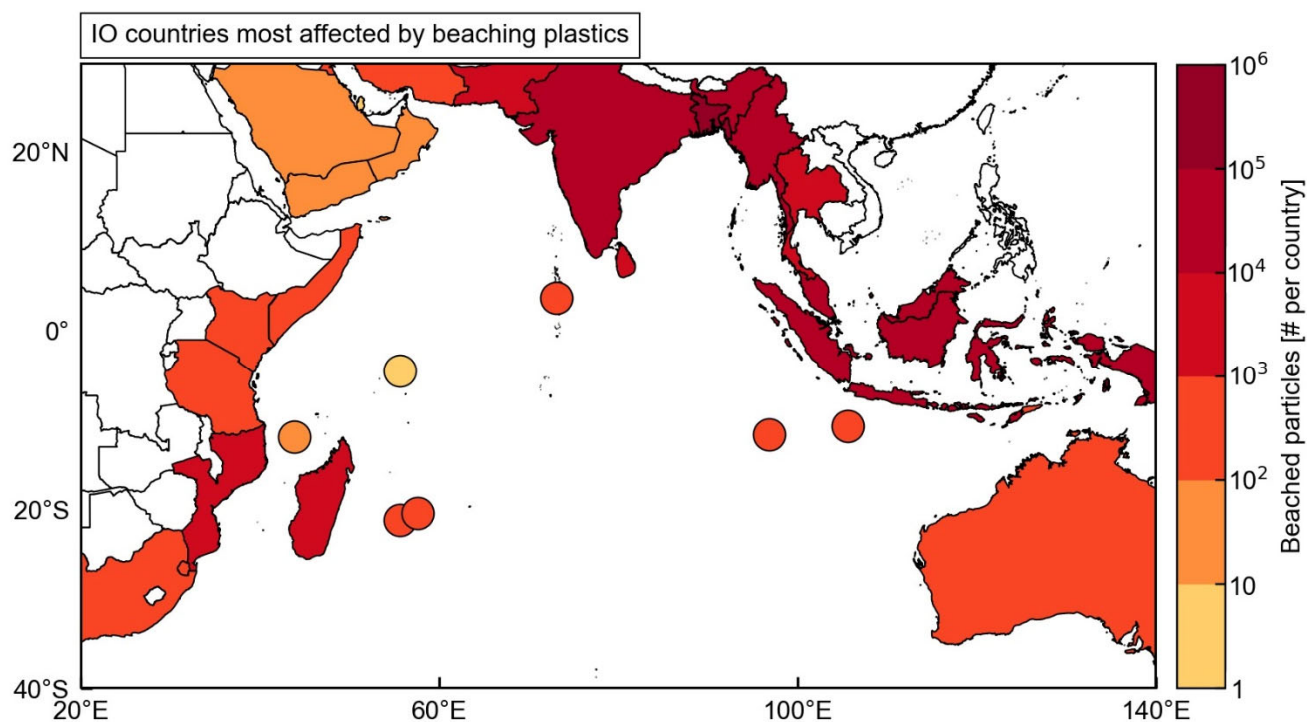 IO countries most affected by beaching plastics
20°N
0°
20°S
40°S
20°E
60°E
100°E
140°E
10⁶
10⁵
10⁴
10³
10²
10
1
Beached particles [# per country]